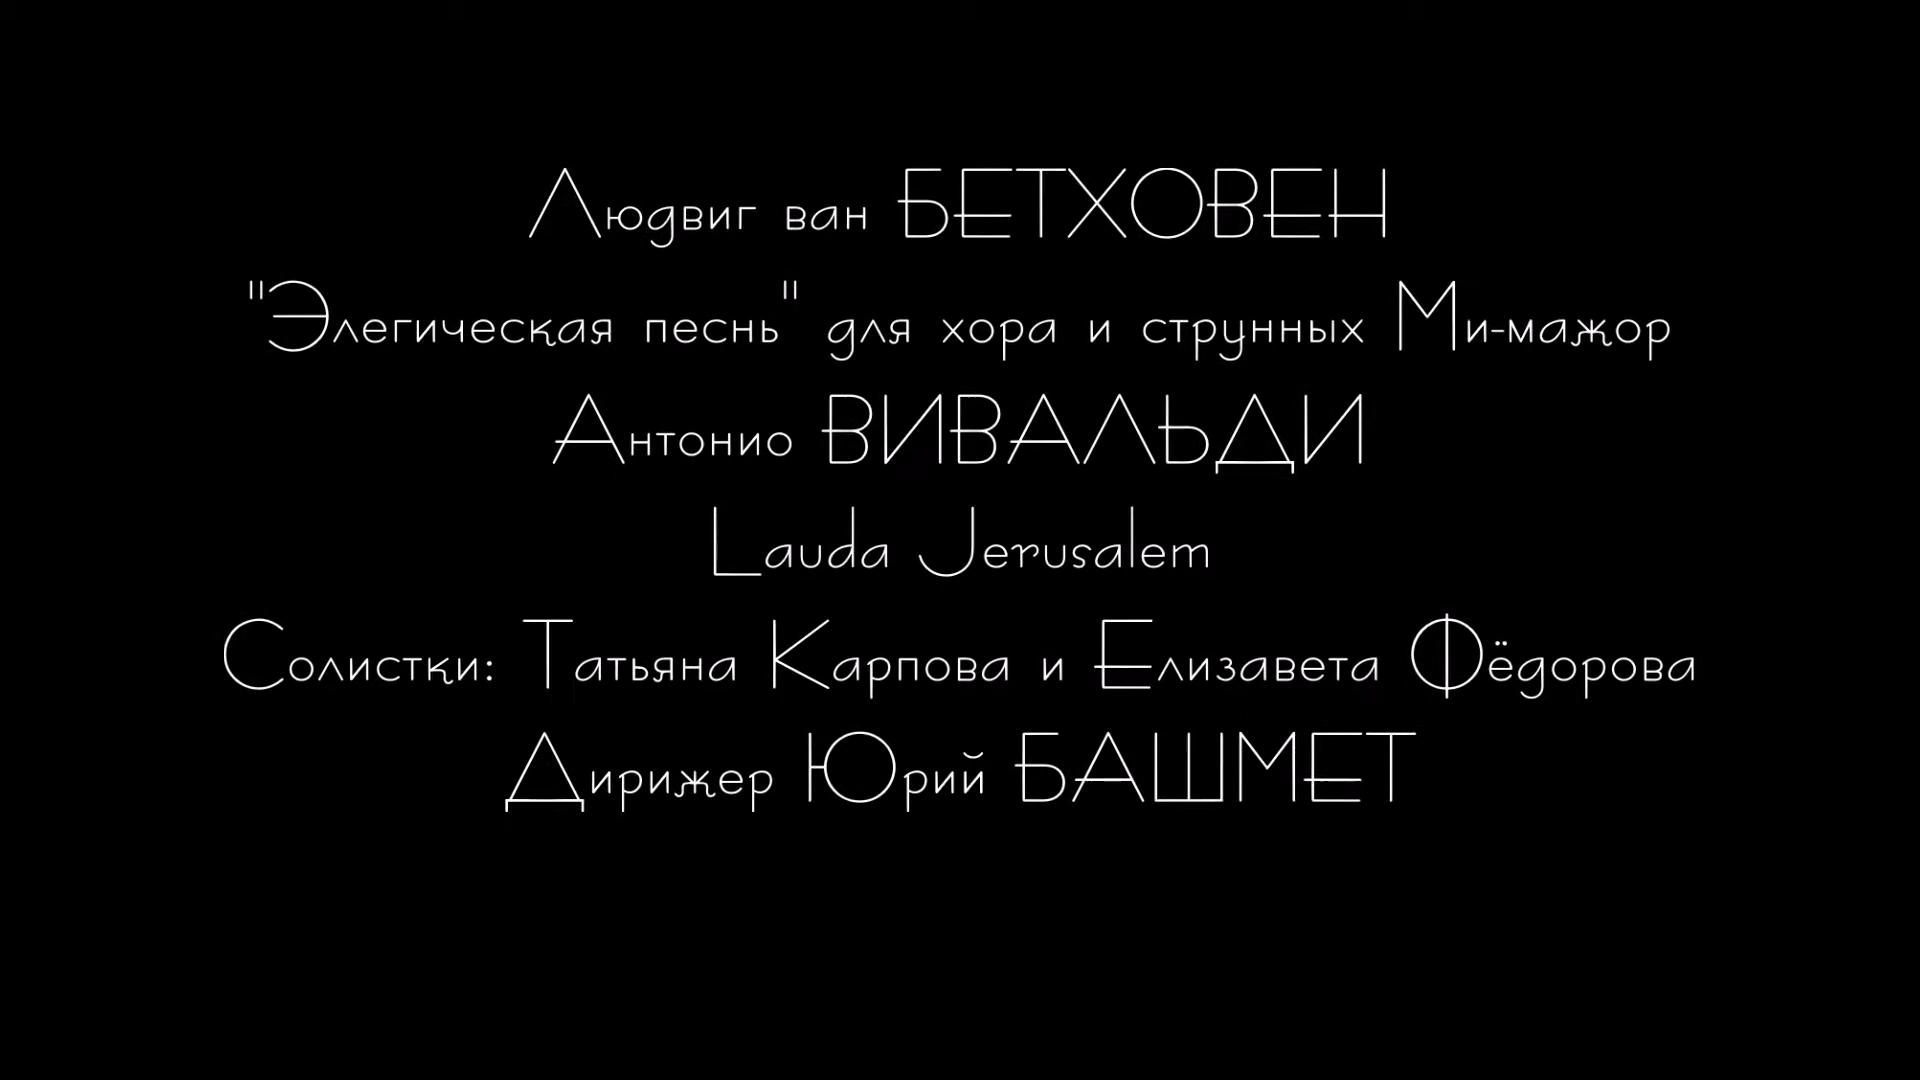 Людвиг ван БЕТХОВЕН
"Элегическая песнь" для хора и струнных Ми-мажор
Антонио ВИВАЛЬДИ
Lauda Jerusalem
Солистки: Татьяна Карпова и Елизавета Фёдорова
Дирижер Юрий БАШМЕТ